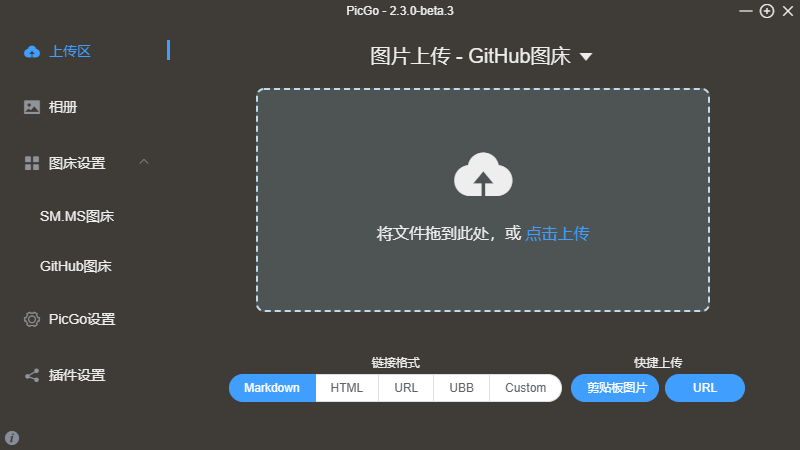 PicGo - 2.3.0-beta.3
上传区
相册
图床设置
SM.MS图床
GitHub图床
PicGo设置
插件设置
图片上传 - GitHub图床
将文件拖到此处，或 点击上传
链接格式
Markdown HTML URL UBB Custom
快捷上传
剪贴板图片 URL